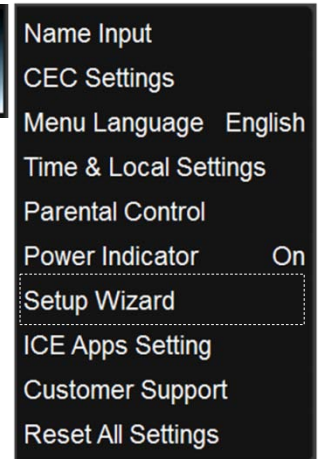 Name Input
CEC Settings
Menu Language English
Time & Local Settings
Parental Control
Power Indicator On
Setup Wizard
ICE Apps Setting
Customer Support
Reset All Settings